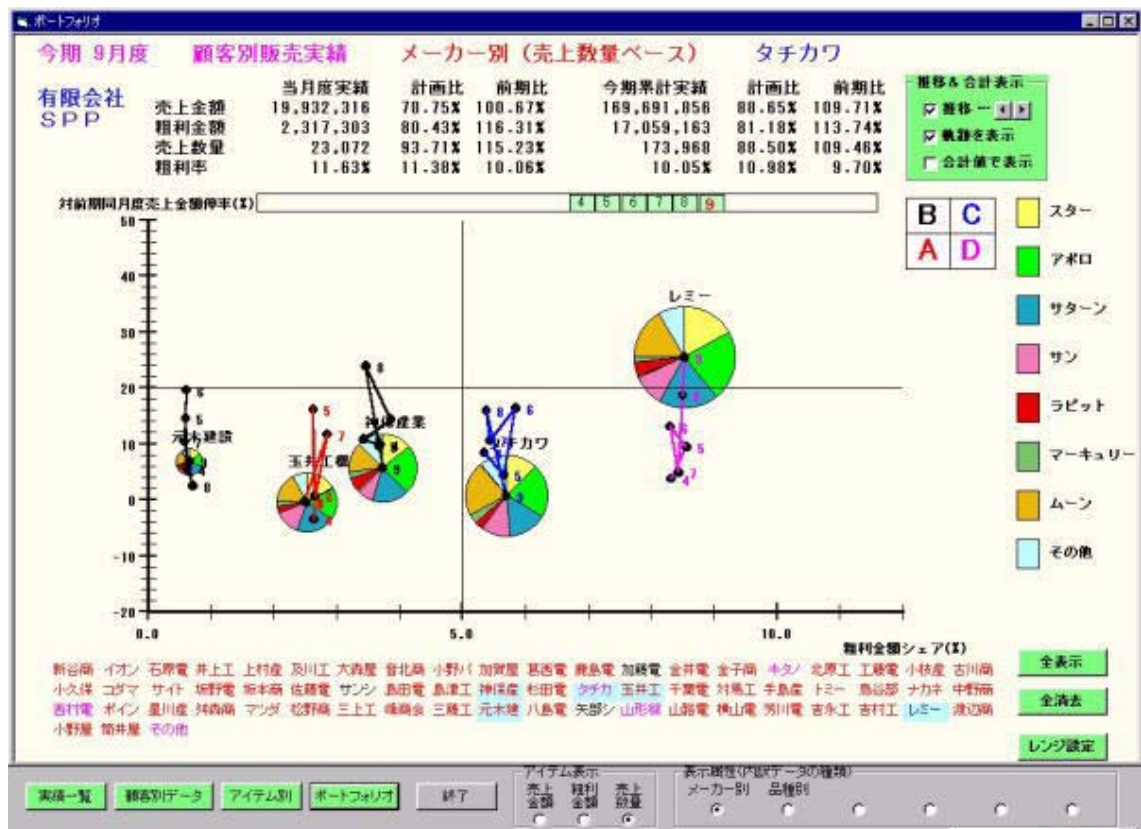 ポートフォリオ
今期 9月度 顧客別販売実績 メーカー別（売上数量ベース） タチカワ
有限会社
SPP
当月度実績 計画比 前期比 今期累計実績 計画比 前期比
売上金額 19,932,316 78.75% 100.67% 169,691,056 80.65% 109.71%
粗利金額 2,317,303 80.43% 116.31% 17,059,163 81.18% 113.74%
売上数量 23,072 93.71% 115.23% 173,968 88.50% 109.46%
粗利率 11.63% 11.38% 10.06% 10.05% 10.98% 9.70%
推移&合計表示
推移
軌跡を表示
合計値で表示
対前期同月度売上金額伸率(%)
4 5 6 7 8 9
B C
A D
スター
アポロ
サターン
サン
ラビット
マーキュリー
ムーン
その他
50
40
30
20
10
0
-10
-20
0.0 5.0 10.0
粗利金額シェア(%)
レミー
元木建設
玉井工
産業
カワ
新谷商 イオン 石原電 井上工 上村産 及川工 大森屋 音北商 小野パ 加賀屋 葛西電 鹿島電 加藤電 金井電 金子商 キタノ 北原工 工藤電 小枝産 古川商
小久保 コダマ サイト 坂野電 坂本商 佐藤電 サンシ 島田電 島津工 神保産 杉田電 タチカ 玉井工 千葉電 対馬工 手島産 トミー 鳥谷部 ナカネ 中野商
西村電 ポイン 星川産 マツダ 松野商 三上工 峰商会 三藤工 元木建 八島電 矢部シ 山形 山路電 横山電 芳川電 吉永工 吉村工 レミー 渡辺商
小野屋 筒井屋 その他
全表示
全消去
レンジ設定
実績一覧 顧客別データ アイテム別 ポートフォリオ 終了
アイテム表示
売上金額 粗利金額 売上数量
表示属性(内訳データの種類)
メーカー別 品種別